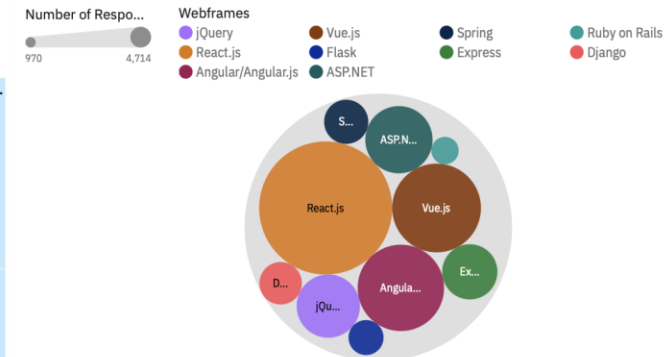 Number of Respo...
970
4,714
Webframes
jQuery
Vue.js
Spring
Ruby on Rails
React.js
Flask
Express
Django
Angular/Angular.js
ASP.NET
S...
ASP.N...
React.js
Vue.js
Ex...
D...
Angula...
jQu...